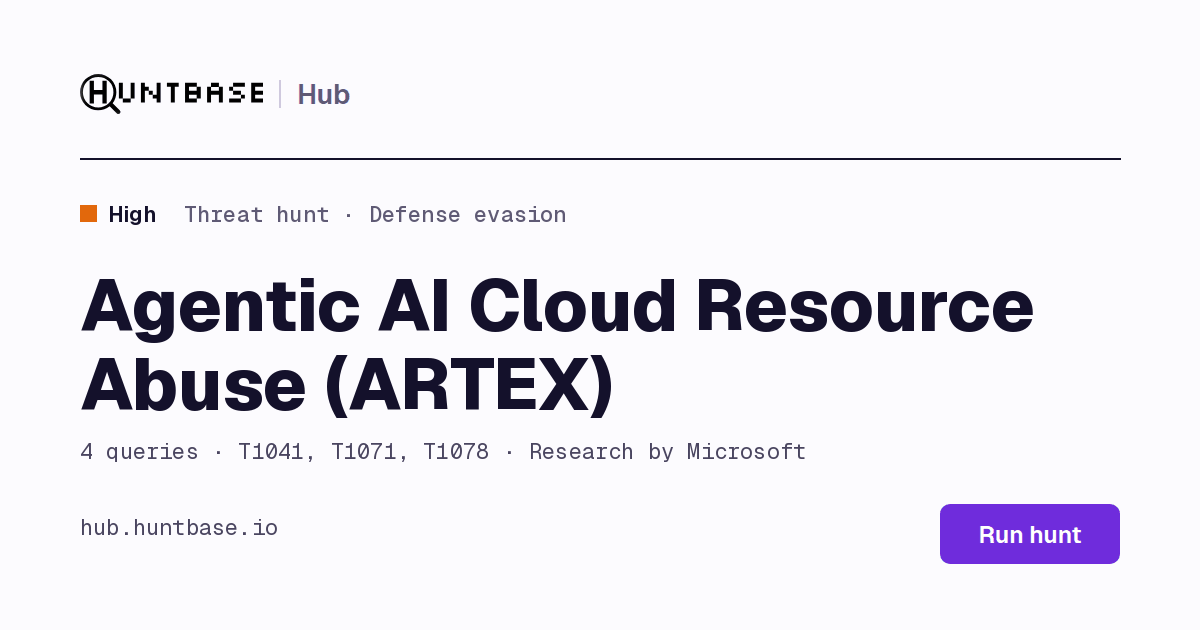 HUNTBASE | Hub
High Threat hunt · Defense evasion
Agentic AI Cloud Resource
Abuse (ARTEX)
4 queries · T1041, T1071, T1078 · Research by Microsoft
hub.huntbase.io
Run hunt